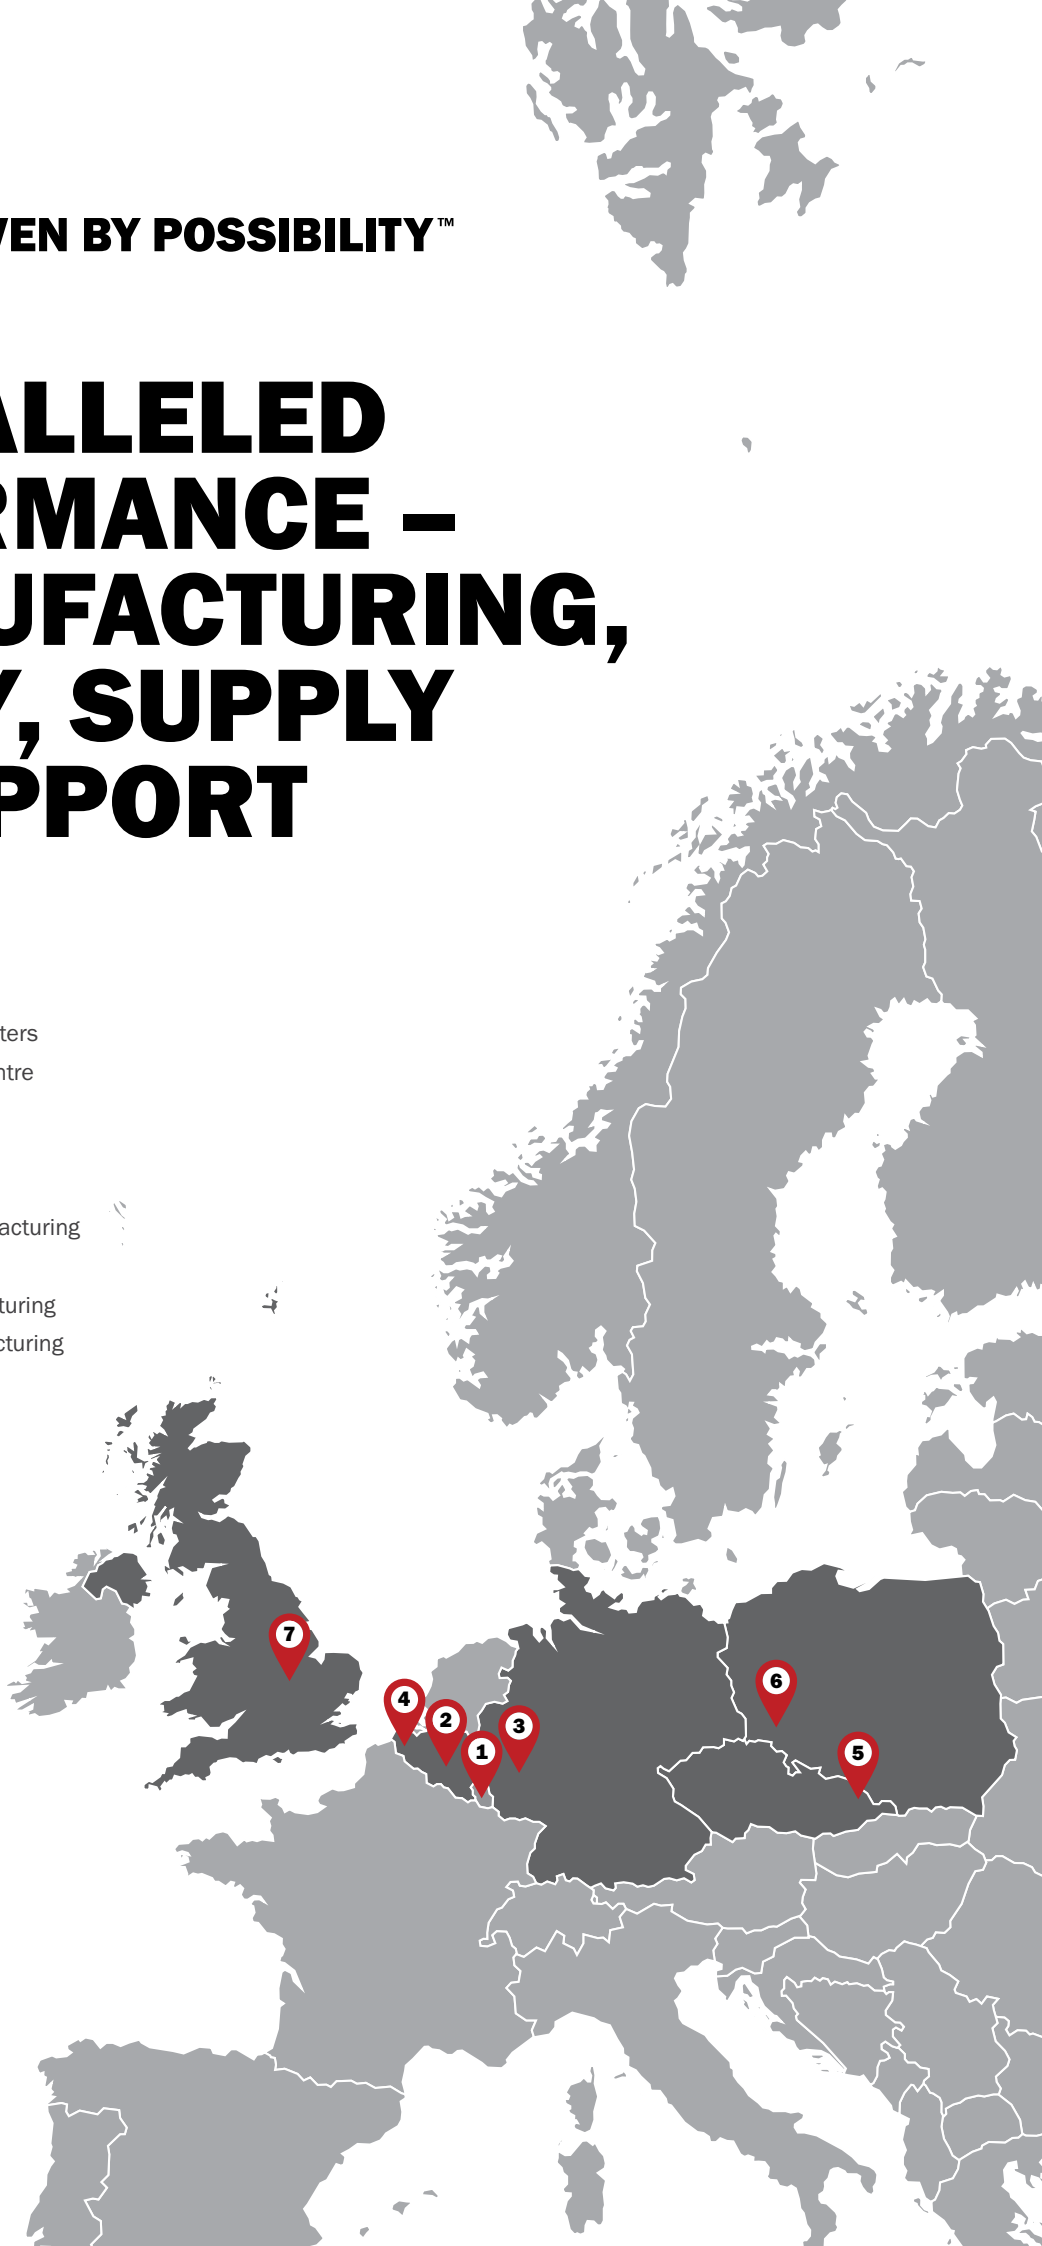 VEN BY POSSIBILITY™
ALLELED
RMANCE –
UFACTURING,
Y, SUPPLY
PPORT
ters
ntre
acturing
turing
cturing
7
4
2
3
1
6
5